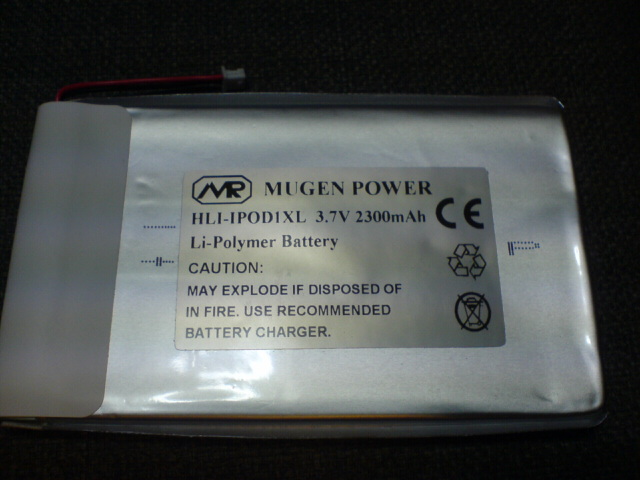 MR MUGEN POWER
HLI-IPOD1XL 3.7V 2300mAh CE
Li-Polymer Battery
CAUTION:
MAY EXPLODE IF DISPOSED OF
IN FIRE. USE RECOMMENDED
BATTERY CHARGER.